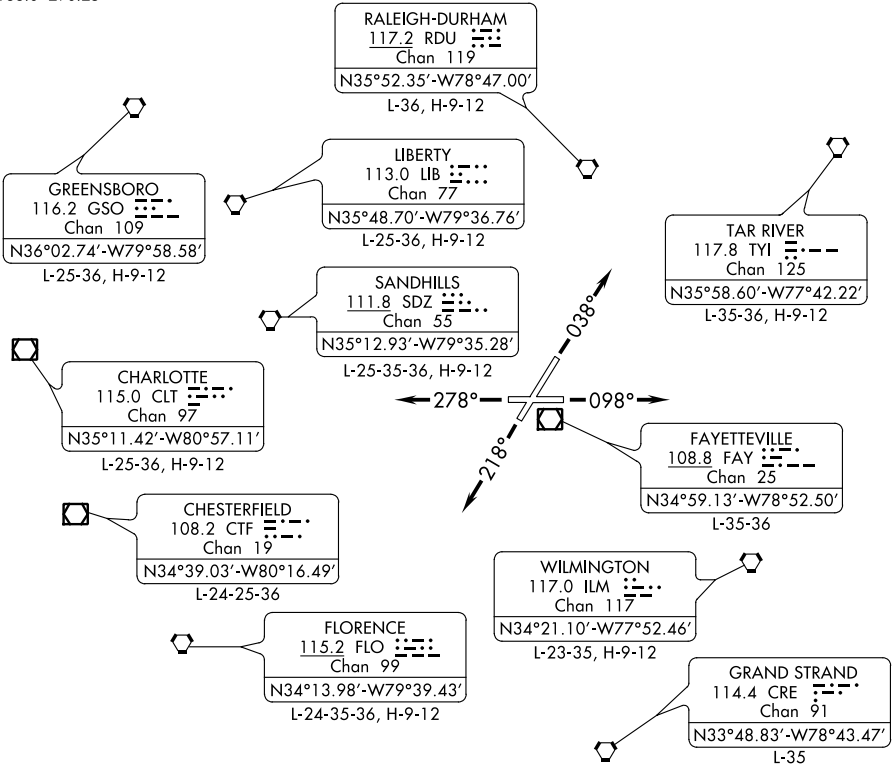 RALEIGH-DURHAM
117.2 RDU
Chan 119
N35°52.35'-W78°47.00'
L-36, H-9-12
GREENSBORO
116.2 GSO
Chan 109
N36°02.74'-W79°58.58'
L-25-36, H-9-12
LIBERTY
113.0 LIB
Chan 77
N35°48.70'-W79°36.76'
L-25-36, H-9-12
TAR RIVER
117.8 TYI
Chan 125
N35°58.60'-W77°42.22'
L-35-36, H-9-12
SANDHILLS
111.8 SDZ
Chan 55
N35°12.93'-W79°35.28'
L-25-35-36, H-9-12
038°
278°
098°
218°
CHARLOTTE
115.0 CLT
Chan 97
N35°11.42'-W80°57.11'
L-25-36, H-9-12
FAYETTEVILLE
108.8 FAY
Chan 25
N34°59.13'-W78°52.50'
L-35-36
CHESTERFIELD
108.2 CTF
Chan 19
N34°39.03'-W80°16.49'
L-24-25-36
WILMINGTON
117.0 ILM
Chan 117
N34°21.10'-W77°52.46'
L-23-35, H-9-12
FLORENCE
115.2 FLO
Chan 99
N34°13.98'-W79°39.43'
L-24-35-36, H-9-12
GRAND STRAND
114.4 CRE
Chan 91
N33°48.83'-W78°43.47'
L-35